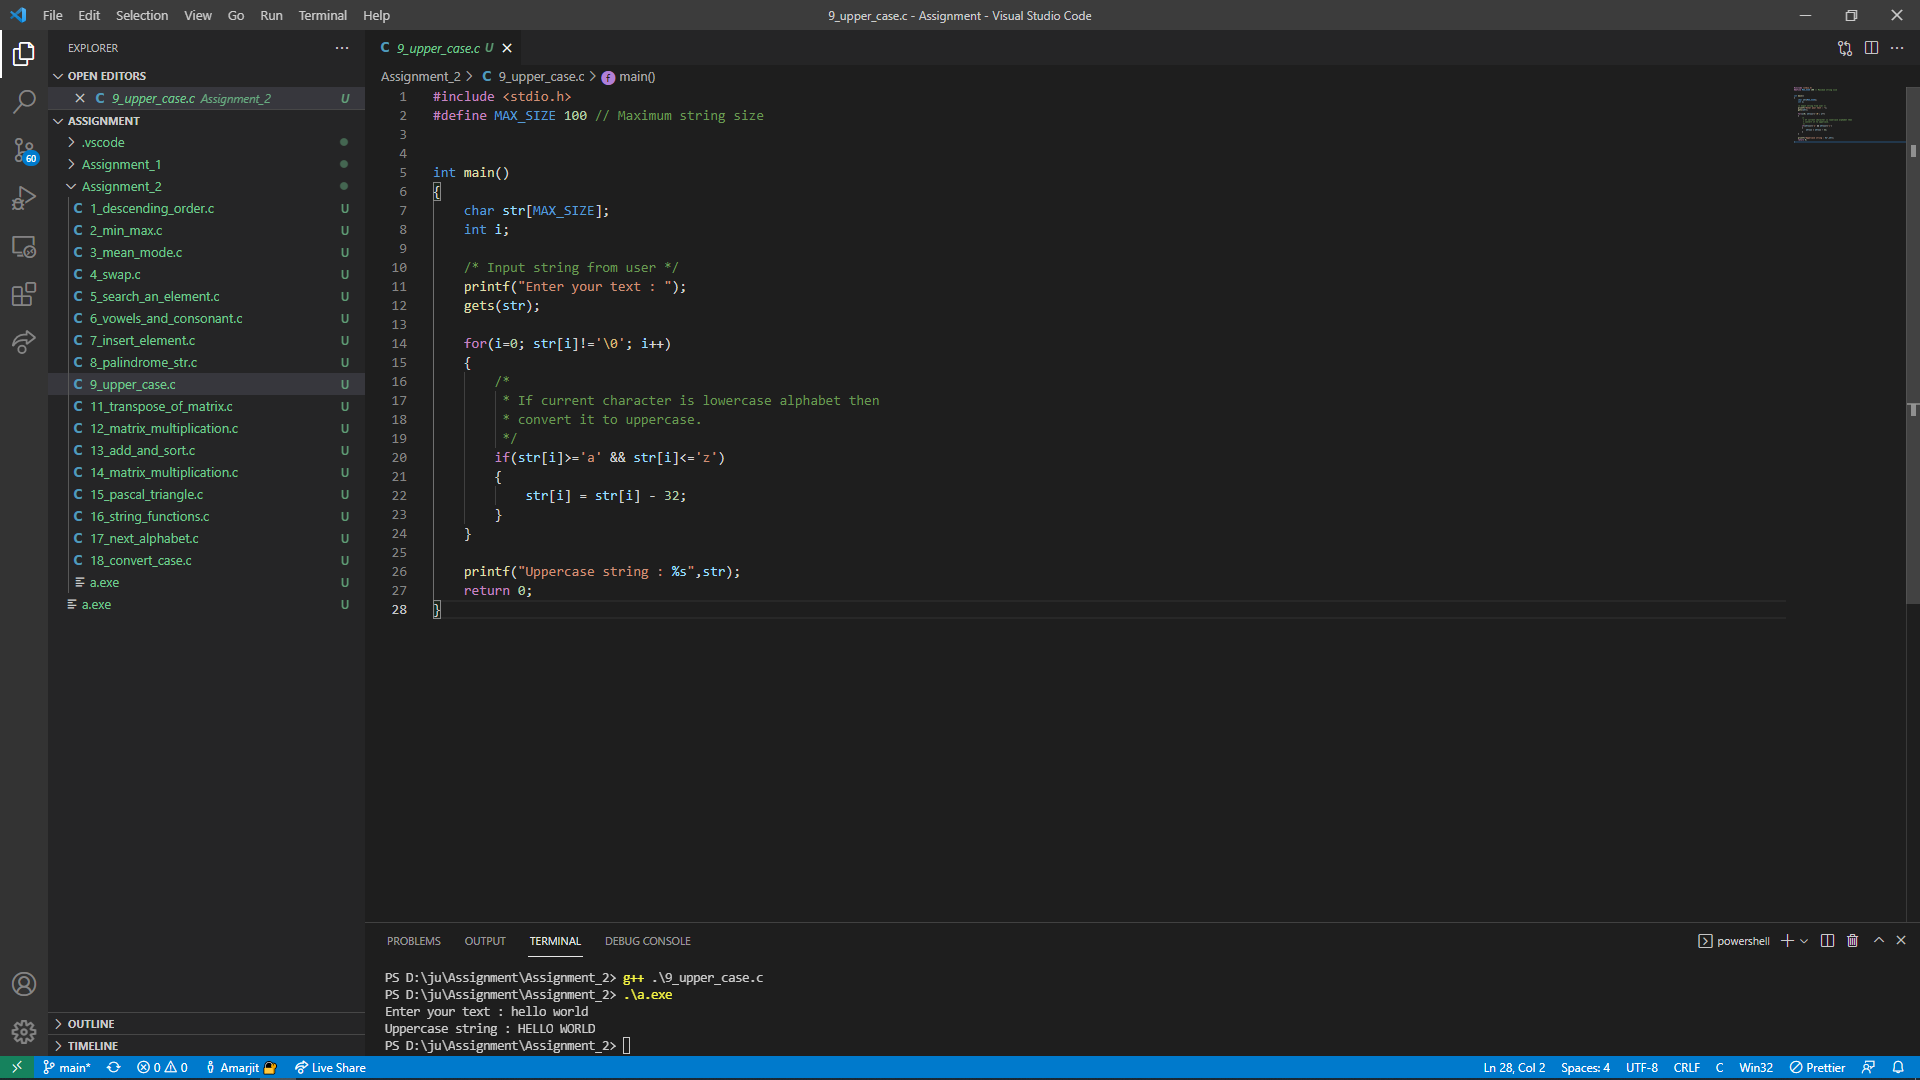 File Edit Selection View Go Run Terminal Help
9_upper_case.c - Assignment - Visual Studio Code
EXPLORER
OPEN EDITORS
9_upper_case.c Assignment_2 U
ASSIGNMENT
.vscode
Assignment_1
Assignment_2
C 1_descending_order.c U
C 2_min_max.c U
C 3_mean_mode.c U
C 4_swap.c U
C 5_search_an_element.c U
C 6_vowels_and_consonant.c U
C 7_insert_element.c U
C 8_palindrome_str.c U
C 9_upper_case.c U
C 11_transpose_of_matrix.c U
C 12_matrix_multiplication.c U
C 13_add_and_sort.c U
C 14_matrix_multiplication.c U
C 15_pascal_triangle.c U
C 16_string_functions.c U
C 17_next_alphabet.c U
C 18_convert_case.c U
a.exe U
a.exe U
OUTLINE
TIMELINE
60
C 9_upper_case.c U
Assignment_2 > C 9_upper_case.c > main()
1 #include <stdio.h>
2 #define MAX_SIZE 100 // Maximum string size
3
4
5 int main()
6 {
7 char str[MAX_SIZE];
8 int i;
9
10 /* Input string from user */
11 printf("Enter your text : ");
12 gets(str);
13
14 for(i=0; str[i]!='\0'; i++)
15 {
16 /*
17 * If current character is lowercase alphabet then
18 * convert it to uppercase.
19 */
20 if(str[i]>='a' && str[i]<='z')
21 {
22 str[i] = str[i] - 32;
23 }
24 }
25
26 printf("Uppercase string : %s",str);
27 return 0;
28 }
PROBLEMS OUTPUT TERMINAL DEBUG CONSOLE
powershell
PS D:\ju\Assignment\Assignment_2> g++ .\9_upper_case.c
PS D:\ju\Assignment\Assignment_2> .\a.exe
Enter your text : hello world
Uppercase string : HELLO WORLD
PS D:\ju\Assignment\Assignment_2>
main* 0 0 Amarjit Live Share
Ln 28, Col 2 Spaces: 4 UTF-8 CRLF C Win32 Prettier